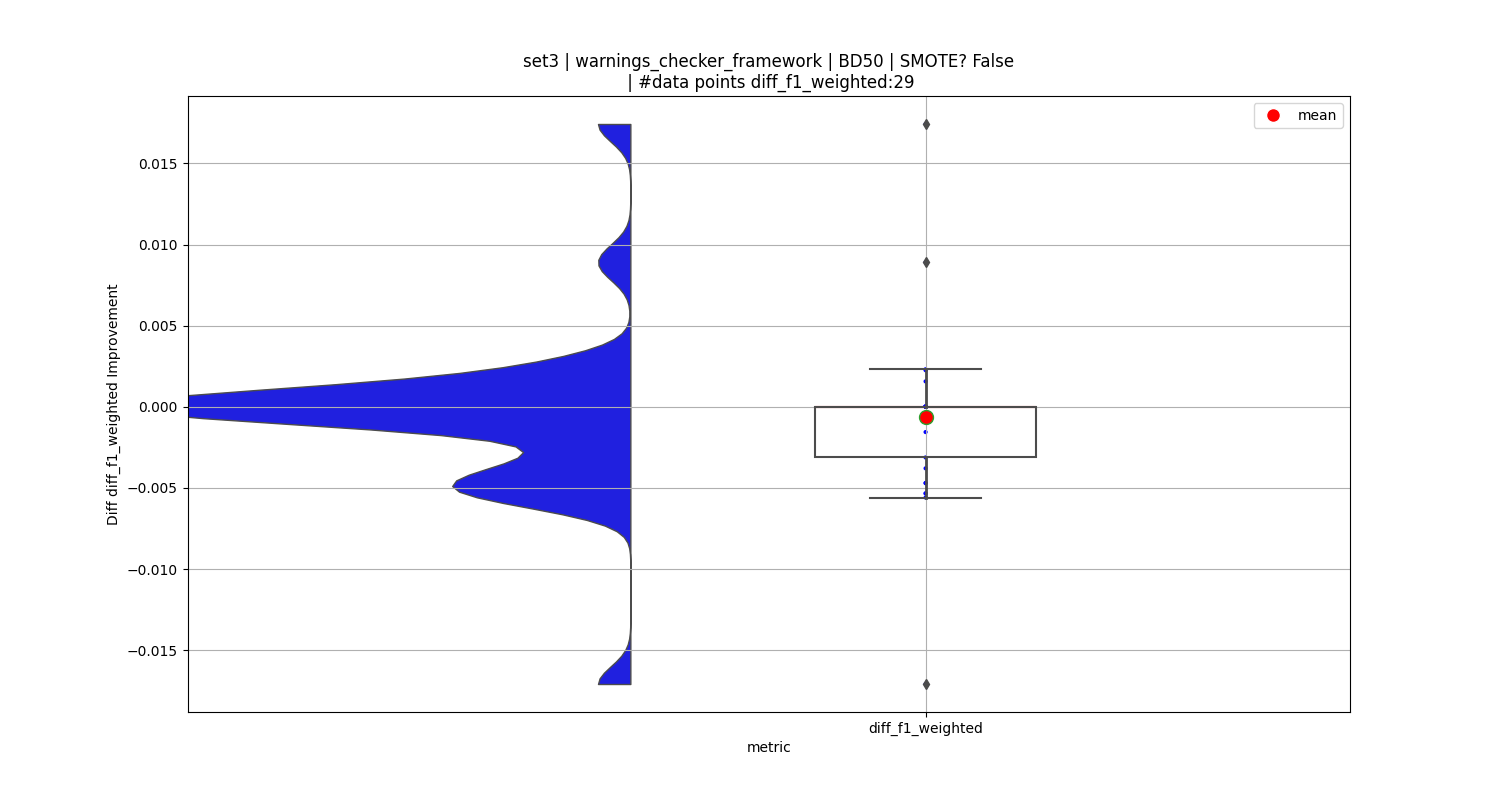 set3 | warnings_checker_framework | BD50 | SMOTE? False
| #data points diff_f1_weighted:29
mean
0.015
0.010
0.005
0.000
−0.005
−0.010
−0.015
Diff diff_f1_weighted Improvement
diff_f1_weighted
metric